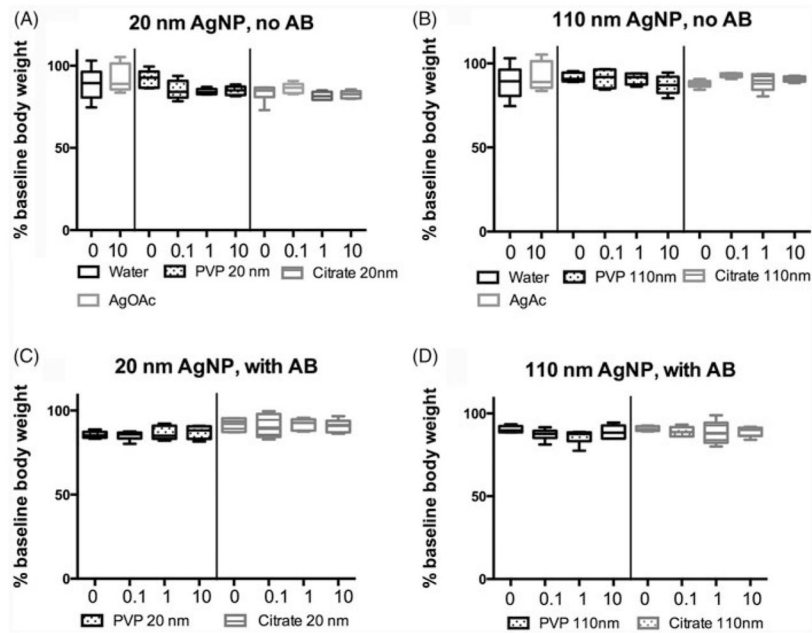 (A)
20 nm AgNP, no AB
% baseline body weight
100
50
0
0 10 0 0.1 1 10 0 0.1 1 10
Water PVP 20 nm Citrate 20nm
AgOAc
(B)
110 nm AgNP, no AB
% baseline body weight
100
50
0
0 10 0 0.1 1 10 0 0.1 1 10
Water PVP 110nm Citrate 110nm
AgAc
(C)
20 nm AgNP, with AB
% baseline body weight
100
50
0
0 0.1 1 10 0 0.1 1 10
PVP 20 nm Citrate 20 nm
(D)
110 nm AgNP, with AB
% baseline body weight
100
50
0
0 0.1 1 10 0 0.1 1 10
PVP 110nm Citrate 110nm